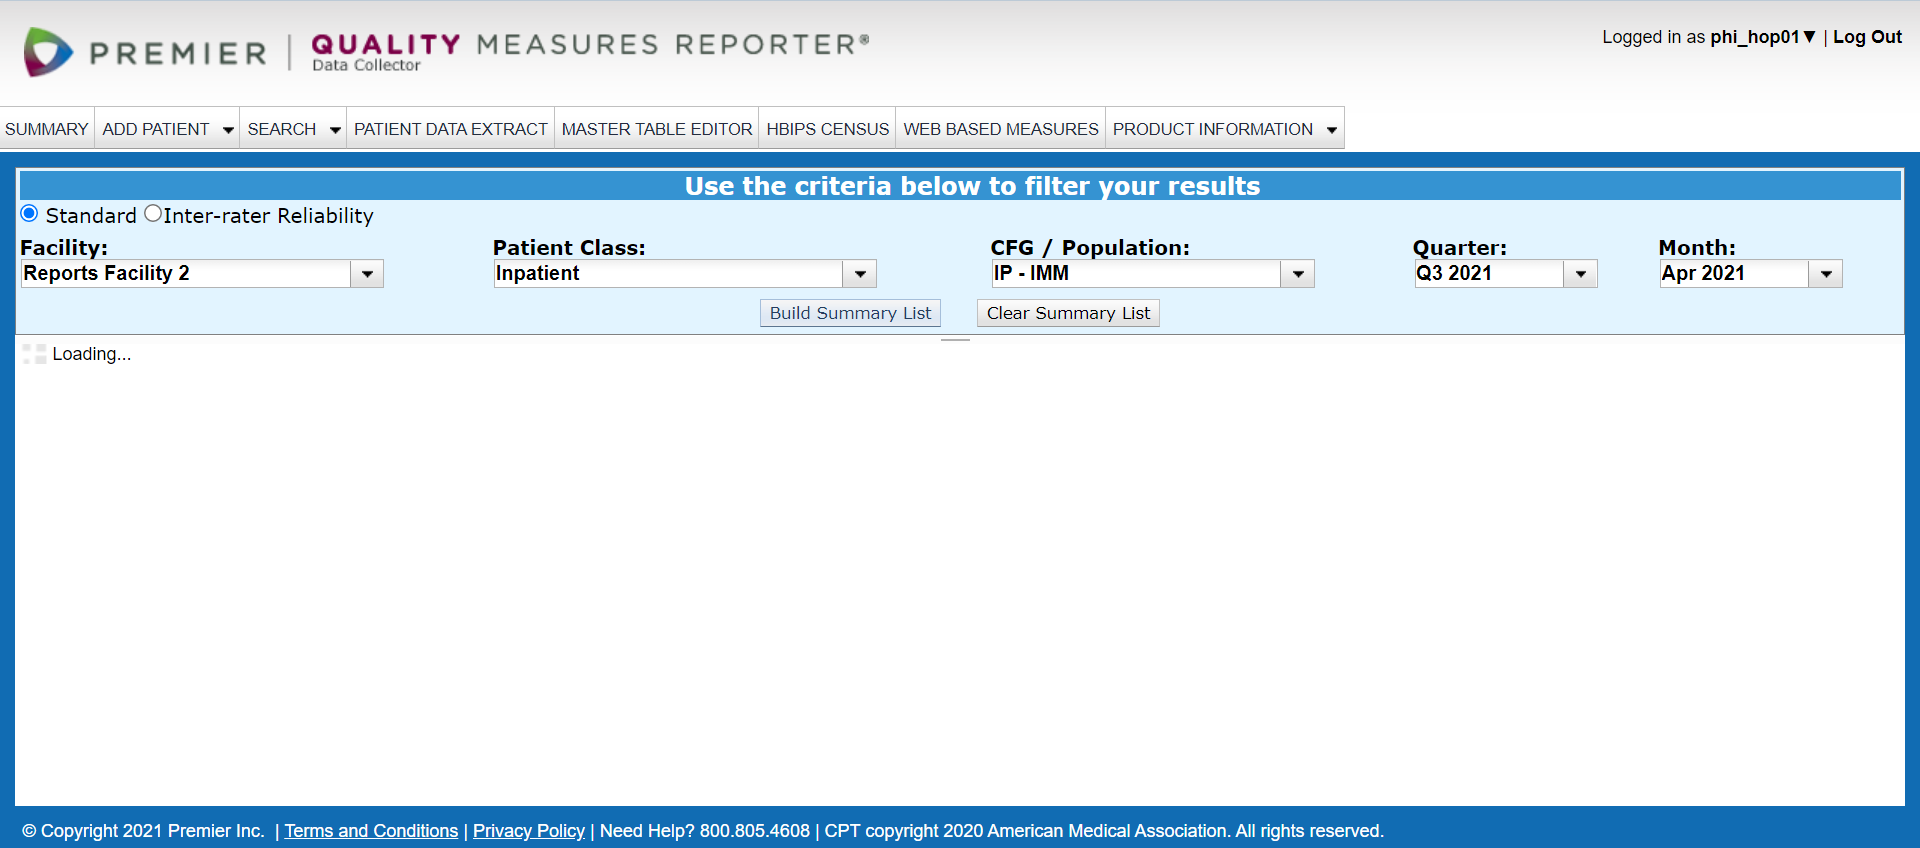 PREMIER | QUALITY MEASURES REPORTER®
Data Collector
Logged in as phi_hop01▼ | Log Out
SUMMARY ADD PATIENT SEARCH PATIENT DATA EXTRACT MASTER TABLE EDITOR HBIPS CENSUS WEB BASED MEASURES PRODUCT INFORMATION
Use the criteria below to filter your results
Standard Inter-rater Reliability
Facility: Patient Class: CFG / Population: Quarter: Month:
Reports Facility 2 Inpatient IP - IMM Q3 2021 Apr 2021
Build Summary List Clear Summary List
Loading...
© Copyright 2021 Premier Inc. | Terms and Conditions | Privacy Policy | Need Help? 800.805.4608 | CPT copyright 2020 American Medical Association. All rights reserved.